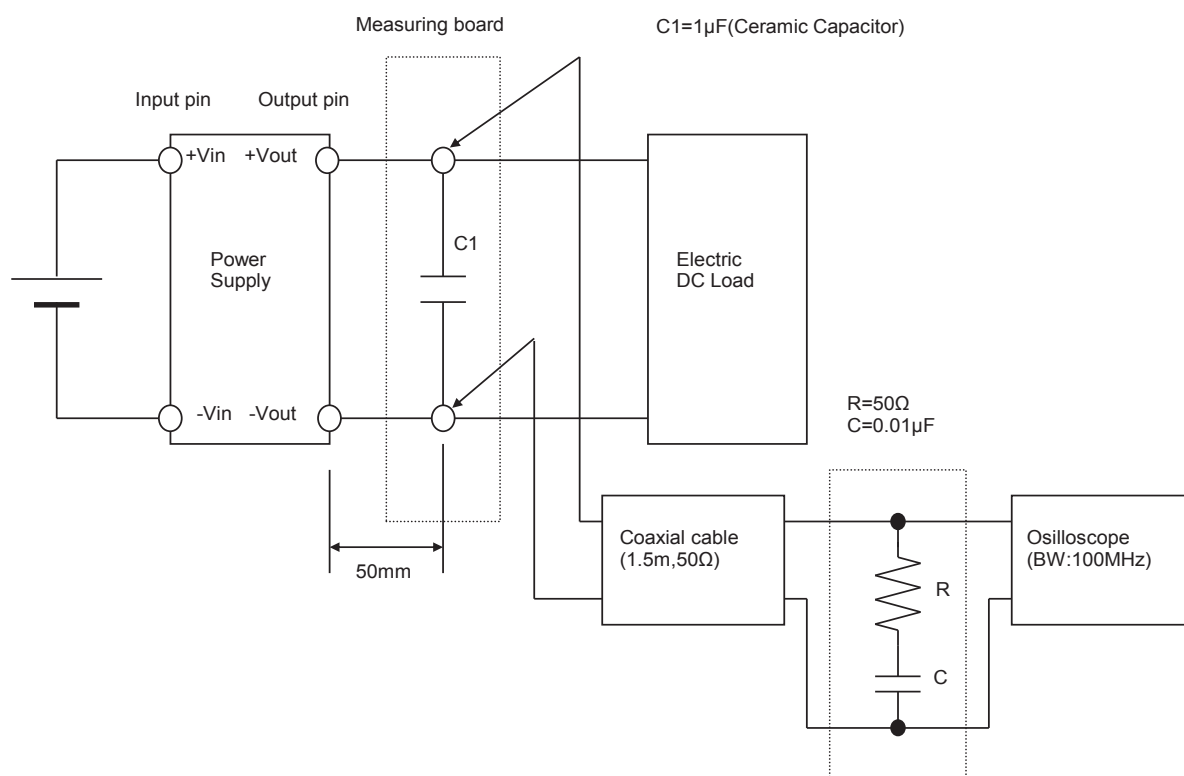 Measuring board
C1=1µF(Ceramic Capacitor)
Input pin
Output pin
+Vin
+Vout
C1
Power
Supply
Electric
DC Load
-Vin
-Vout
R=50Ω
C=0.01µF
50mm
Coaxial cable
(1.5m,50Ω)
R
C
Osilloscope
(BW:100MHz)